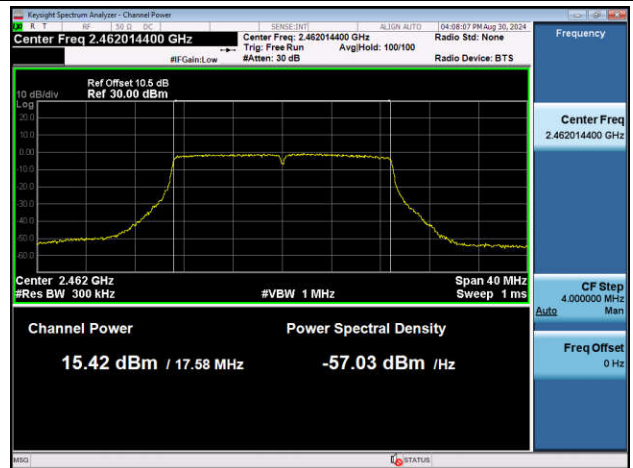 Keysight Spectrum Analyzer - Channel Power
R T RF 50 Ω DC SENSE:INT ALIGN AUTO 04:08:07 PM Aug 30, 2024
Center Freq 2.462014400 GHz
Center Freq: 2.462014400 GHz
Radio Std: None
Trig: Free Run Avg|Hold: 100/100
#IFGain:Low
#Atten: 30 dB
Radio Device: BTS
Frequency
Ref Offset 10.5 dB
10 dB/div Ref 30.00 dBm
Log
20.0
10.0
0.00
-10.0
-20.0
-30.0
-40.0
-50.0
-60.0
Center 2.462 GHz Span 40 MHz
#Res BW 300 kHz #VBW 1 MHz Sweep 1 ms
Channel Power Power Spectral Density
15.42 dBm / 17.58 MHz -57.03 dBm /Hz
Center Freq
2.462014400 GHz
CF Step
4.000000 MHz
Auto Man
Freq Offset
0 Hz
MSG STATUS